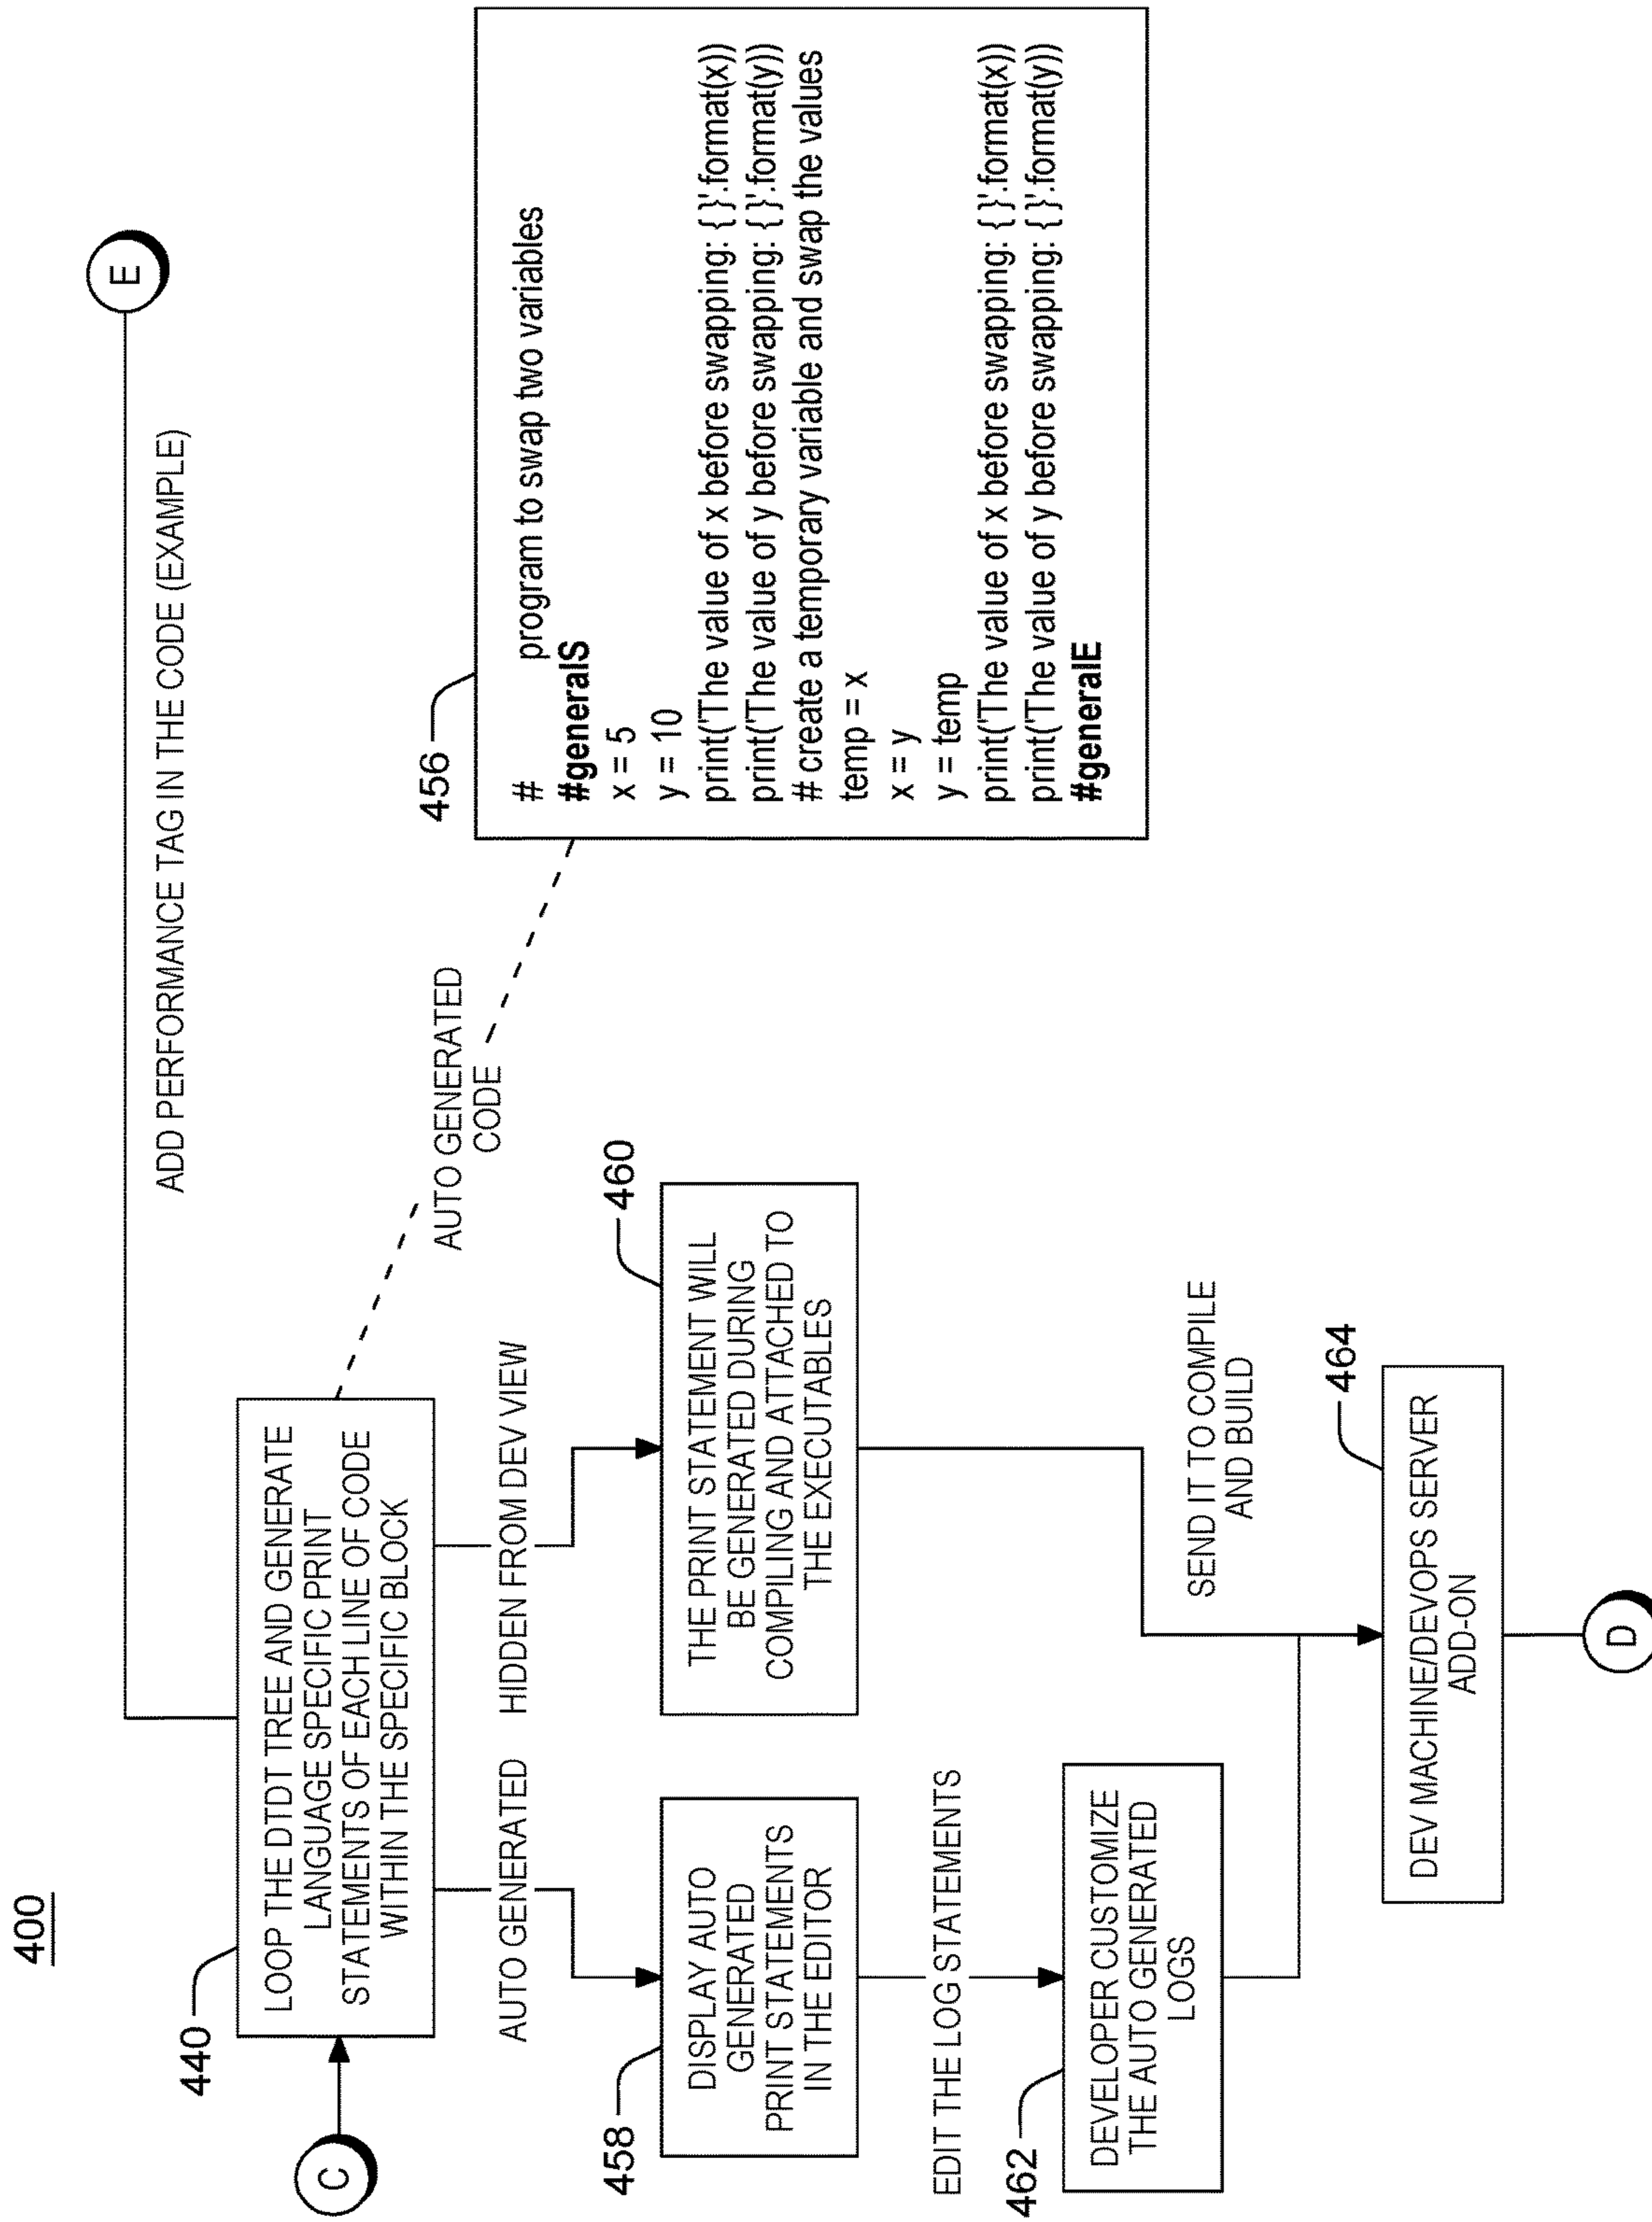 400
E
ADD PERFORMANCE TAG IN THE CODE (EXAMPLE)
C
440
LOOP THE DTDT TREE AND GENERATE
LANGUAGE SPECIFIC PRINT
STATEMENTS OF EACH LINE OF CODE
WITHIN THE SPECIFIC BLOCK
AUTO GENERATED
CODE
456
# program to swap two variables
#generalS
x = 5
y = 10
print('The value of x before swapping: { }'.format(x))
print('The value of y before swapping: { }'.format(y))
# create a temporary variable and swap the values
temp = x
x = y
y = temp
print('The value of x before swapping: { }'.format(x))
print('The value of y before swapping: { }'.format(y))
#generalE
AUTO GENERATED
HIDDEN FROM DEV VIEW
458
DISPLAY AUTO
GENERATED
PRINT STATEMENTS
IN THE EDITOR
460
THE PRINT STATEMENT WILL
BE GENERATED DURING
COMPILING AND ATTACHED TO
THE EXECUTABLES
EDIT THE LOG STATEMENTS
462
DEVELOPER CUSTOMIZE
THE AUTO GENERATED
LOGS
SEND IT TO COMPILE
AND BUILD
464
DEV MACHINE/DEVOPS SERVER
ADD-ON
D